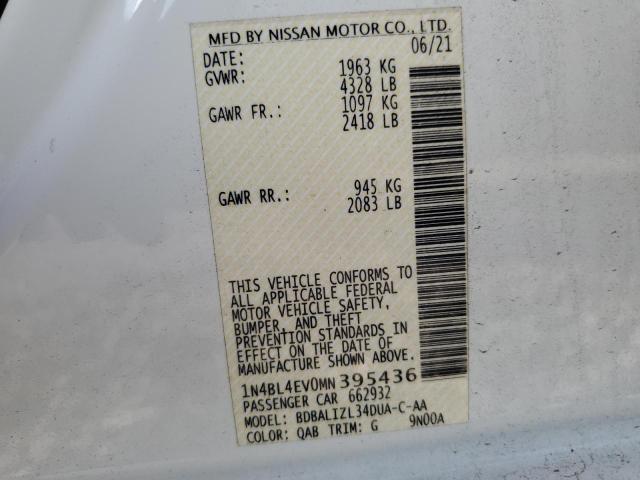 MFD BY NISSAN MOTOR CO., LTD.
DATE: 06/21
GVWR: 1963 KG
4328 LB
GAWR FR.: 1097 KG
2418 LB
GAWR RR.: 945 KG
2083 LB
THIS VEHICLE CONFORMS TO
ALL APPLICABLE FEDERAL
MOTOR VEHICLE SAFETY,
BUMPER, AND THEFT
PREVENTION STANDARDS IN
EFFECT ON THE DATE OF
MANUFACTURE SHOWN ABOVE.
1N4BL4EV0MN395436
PASSENGER CAR 662932
MODEL: BDBALIZL34DUA-C-AA
COLOR: QAB TRIM: G 9N00A